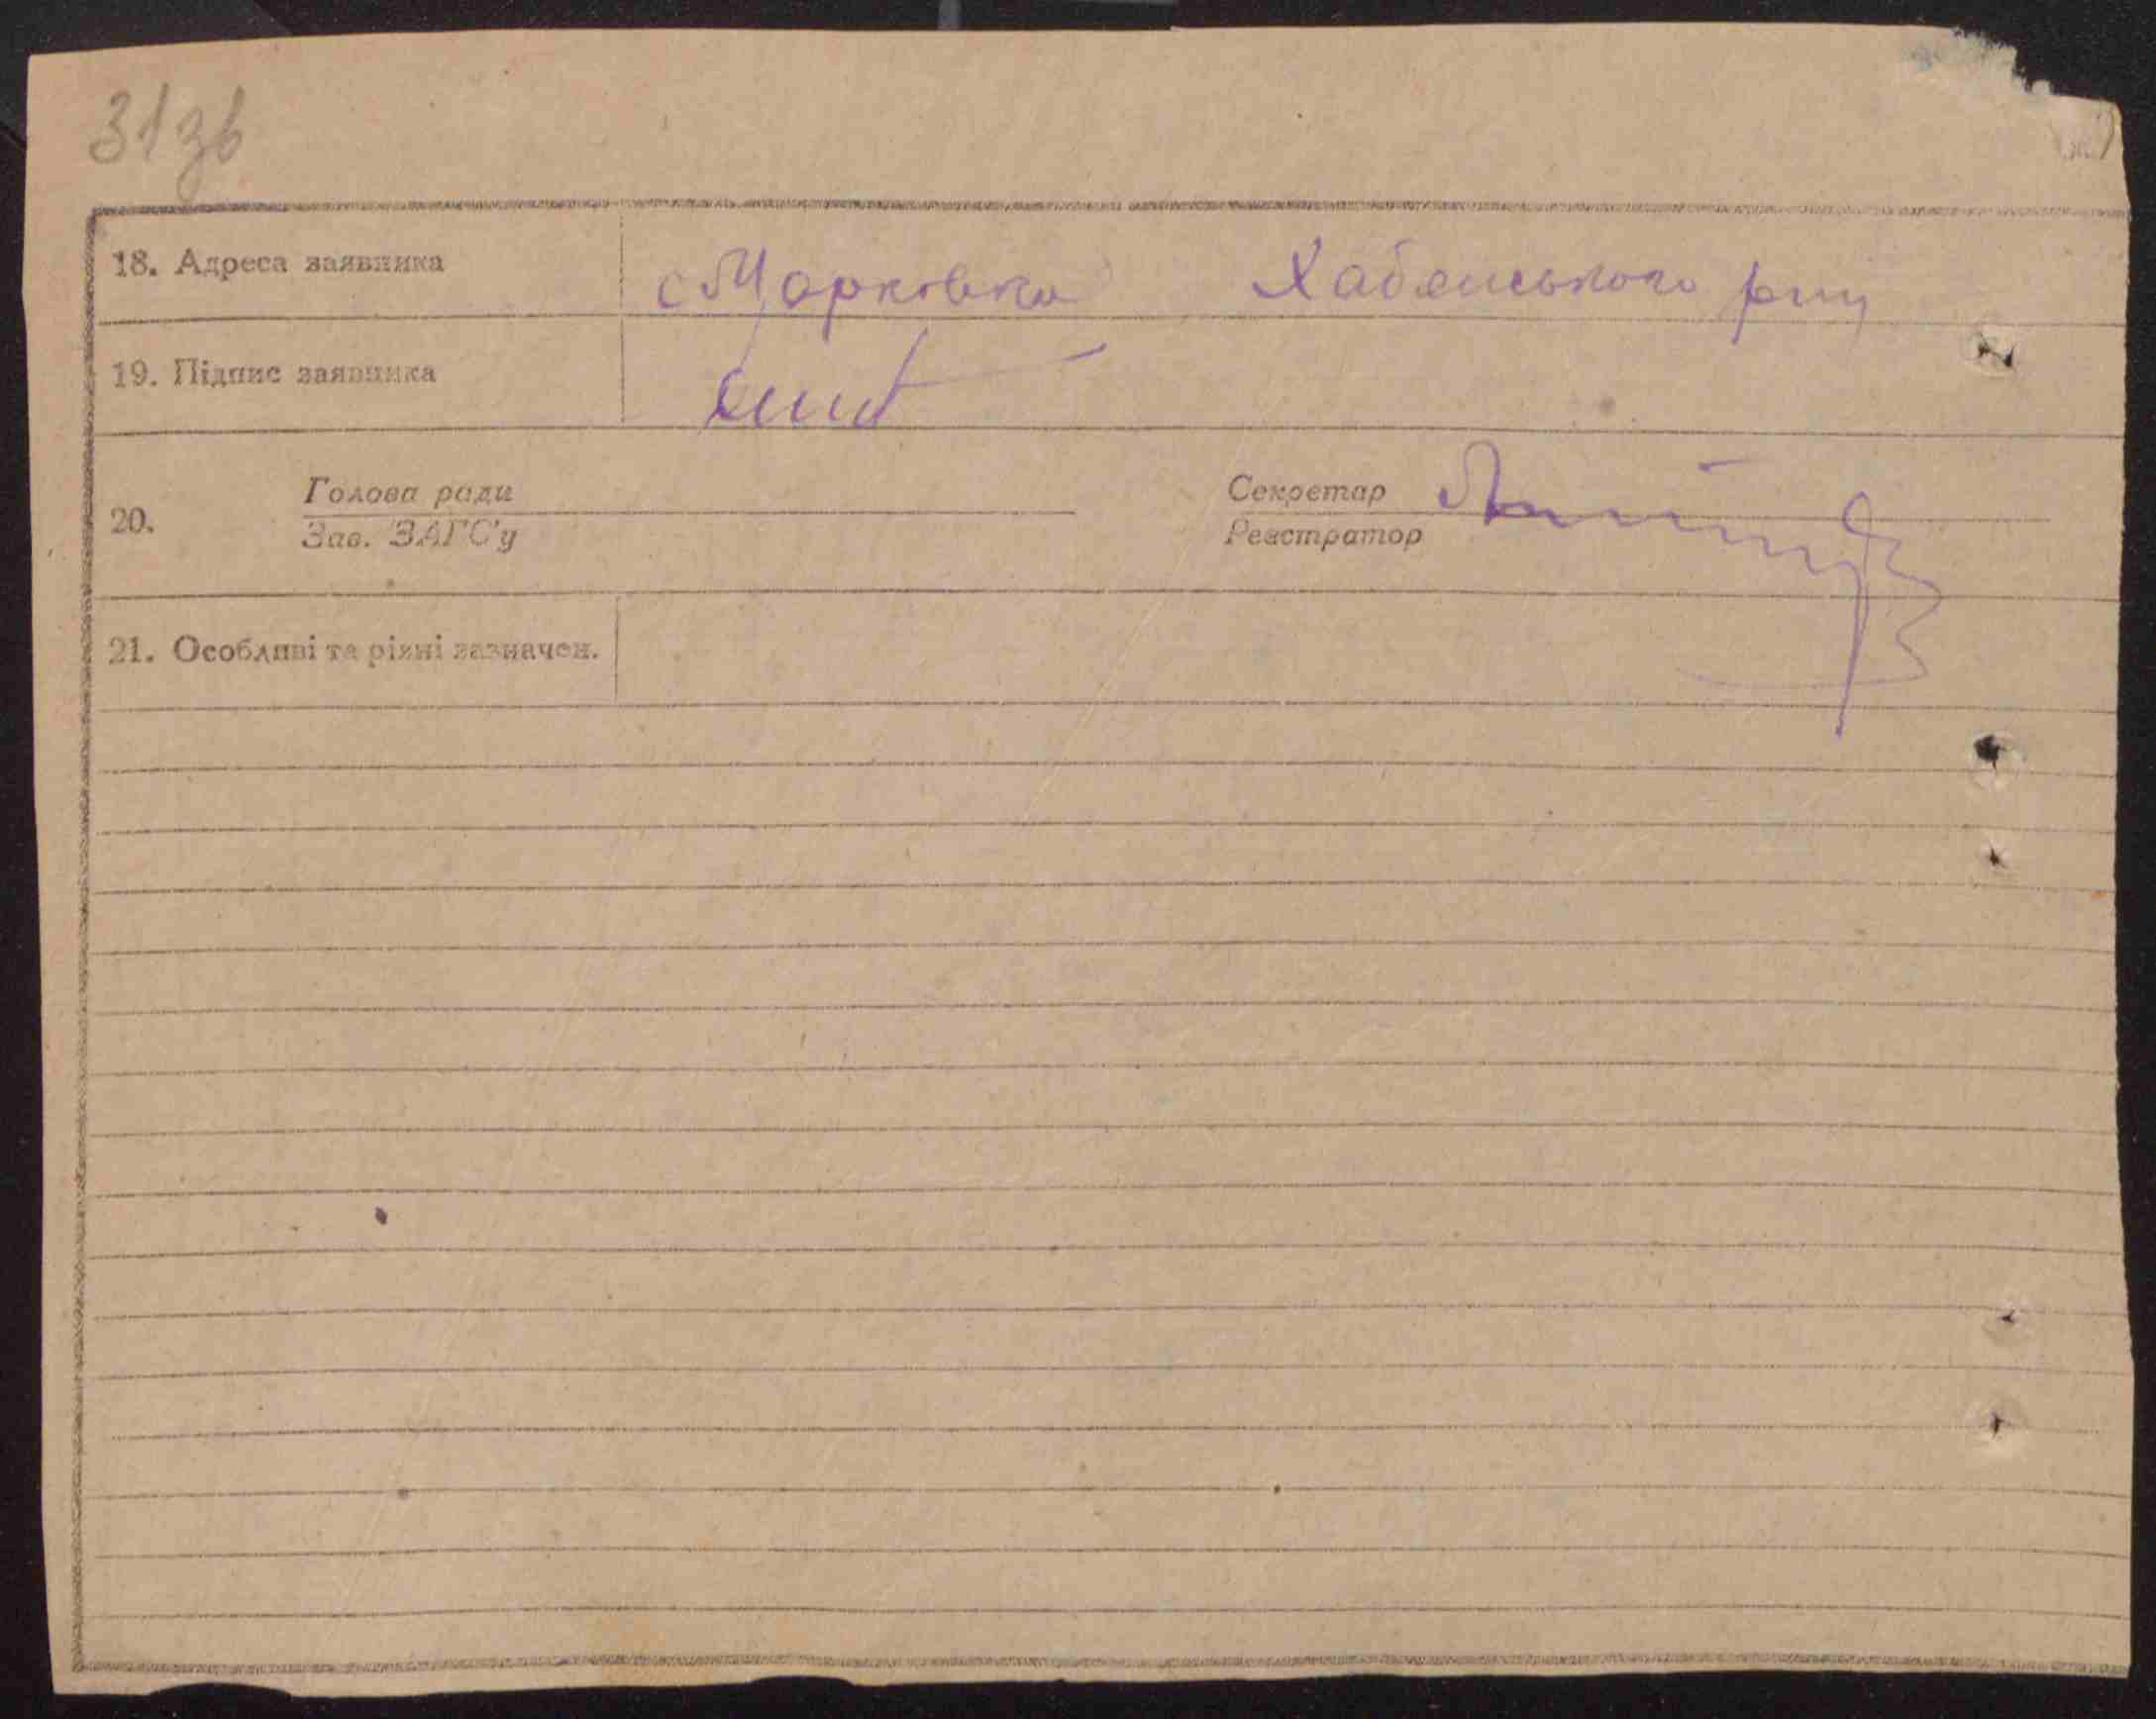 31зв
18. Адреса заявника с Марковка Хабенського р-ну
19. Підпис заявника
20. Голова ради Секретар
Зав. ЗАГС'у Реєстратор
21. Особливі та різні зазначен.